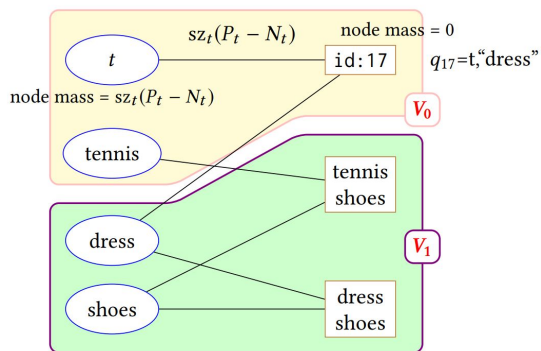 sz_t(P_t − N_t)
node mass = 0
t
id:17
q_17=t,“dress”
node mass = sz_t(P_t − N_t)
V_0
tennis
tennis
shoes
dress
V_1
shoes
dress
shoes